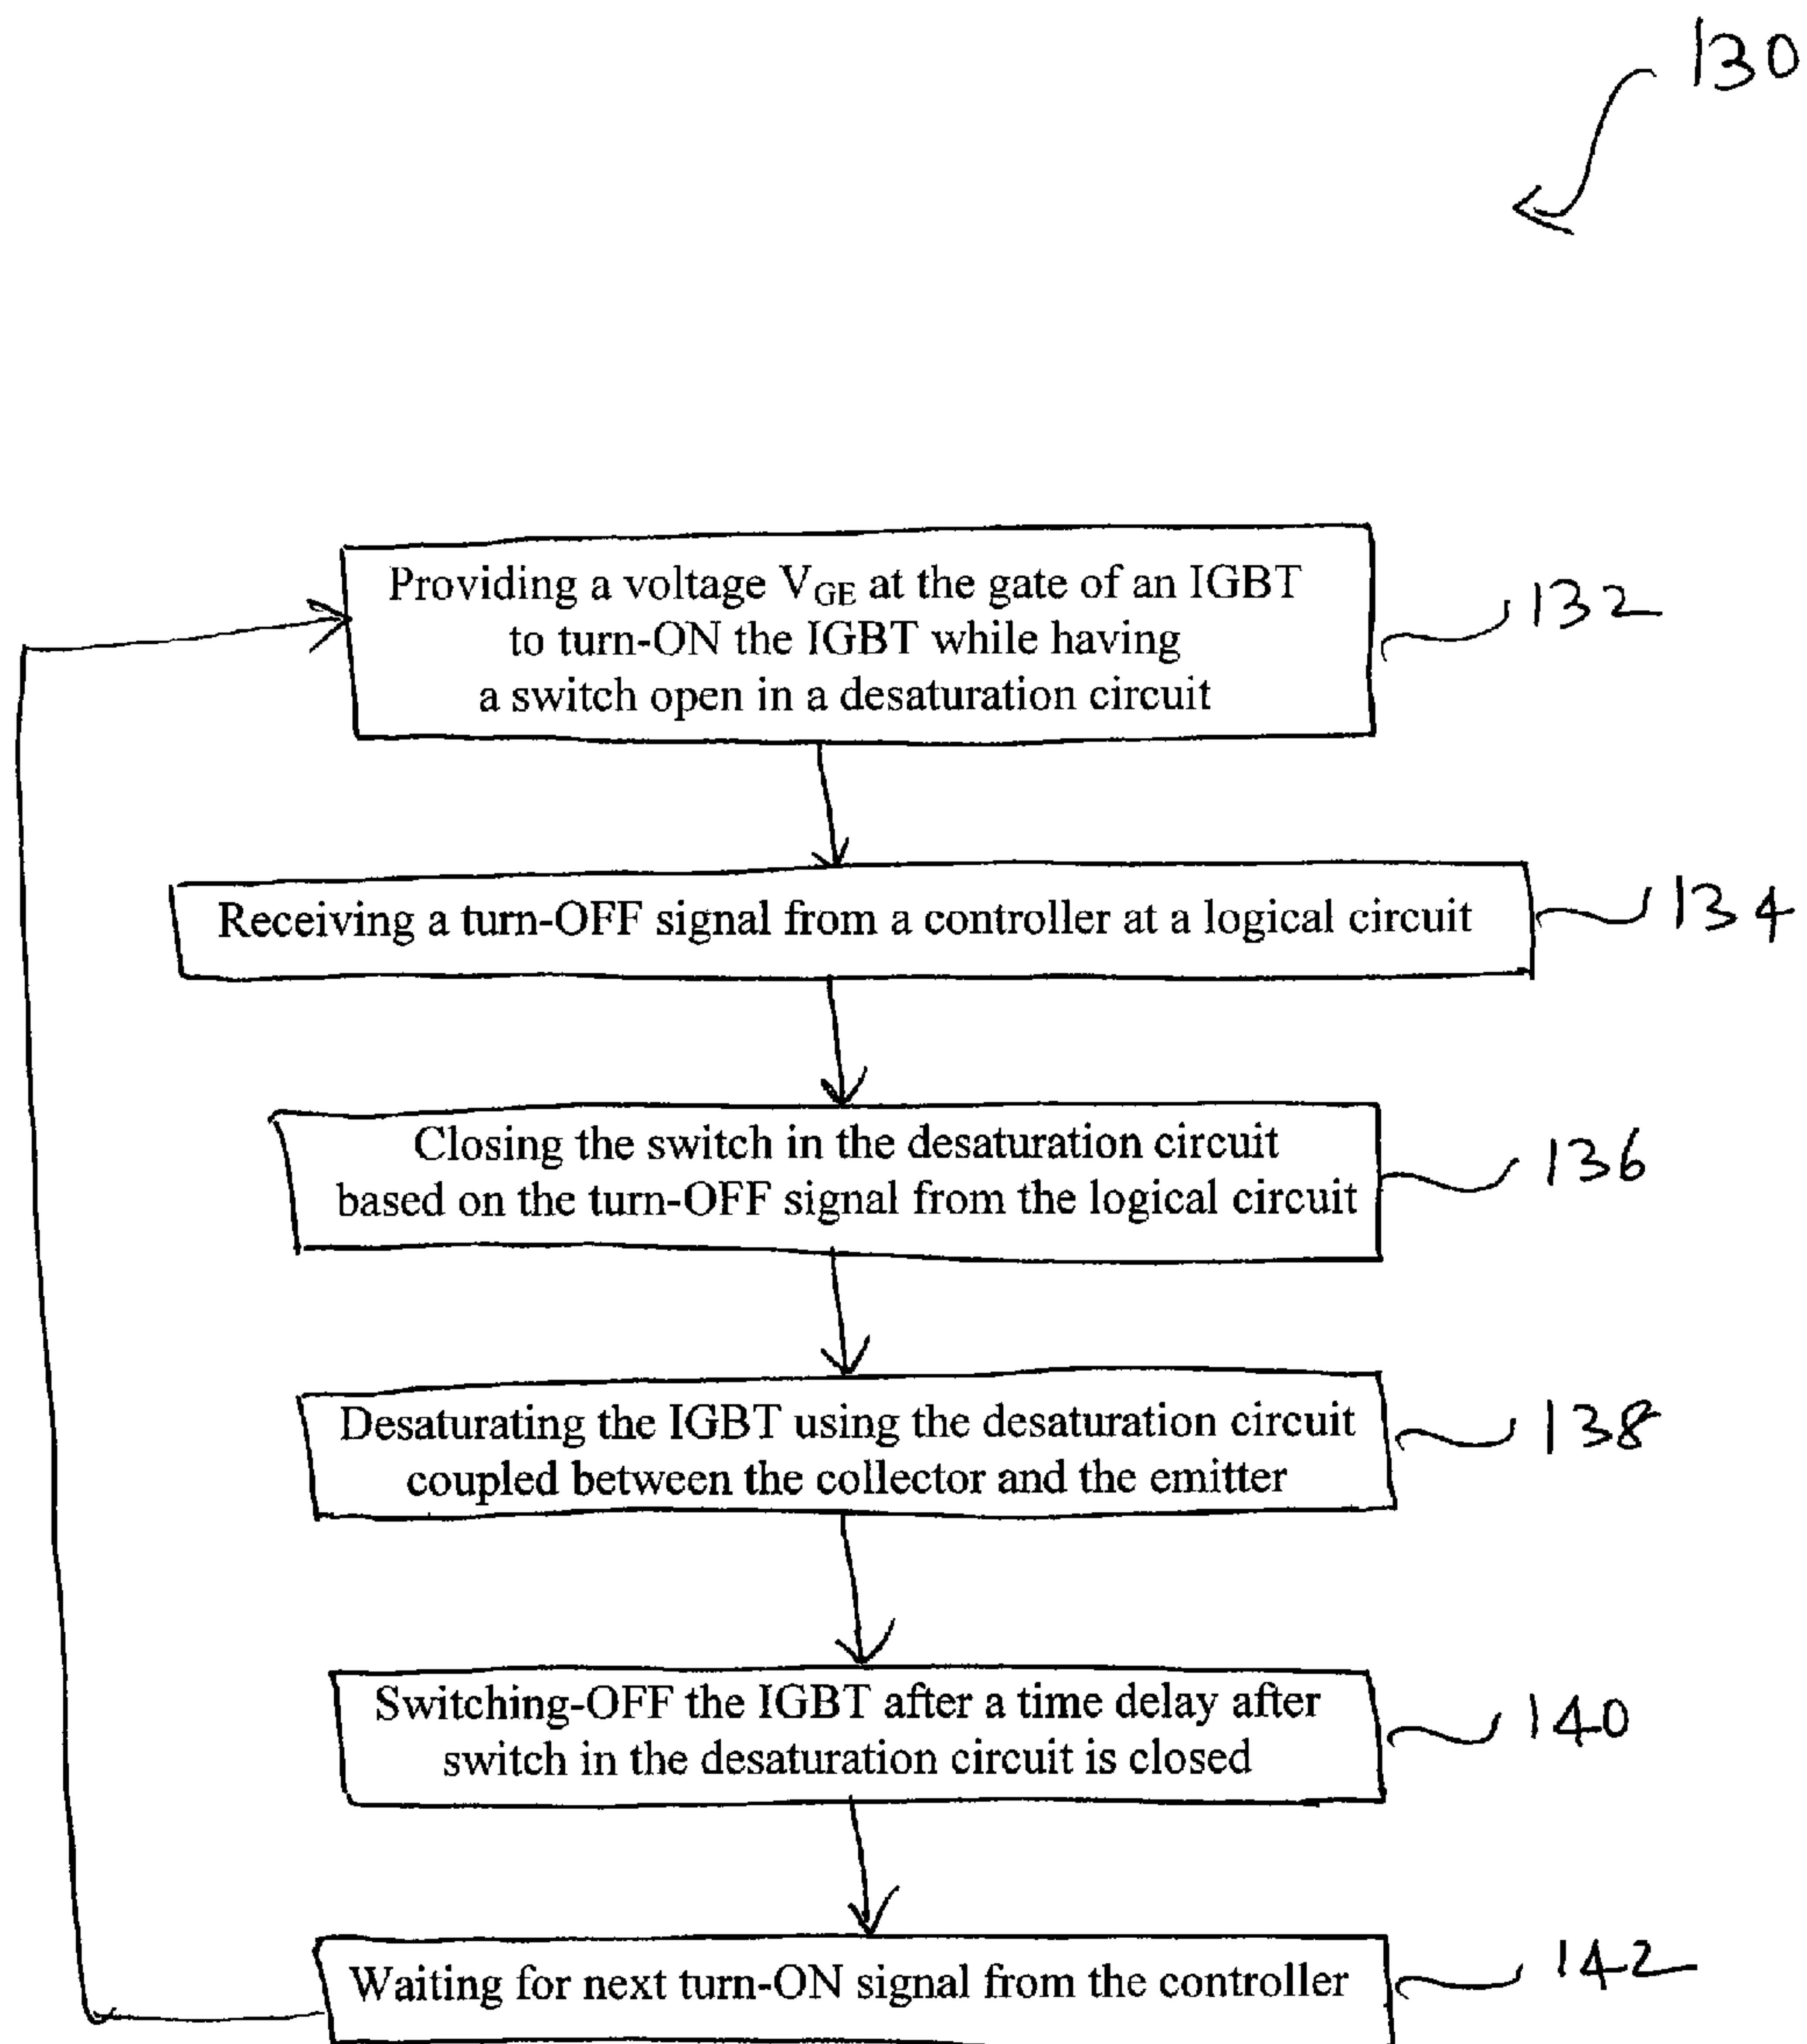 130
Providing a voltage VGE at the gate of an IGBT
to turn-ON the IGBT while having
a switch open in a desaturation circuit
132
Receiving a turn-OFF signal from a controller at a logical circuit
134
Closing the switch in the desaturation circuit
based on the turn-OFF signal from the logical circuit
136
Desaturating the IGBT using the desaturation circuit
coupled between the collector and the emitter
138
Switching-OFF the IGBT after a time delay after
switch in the desaturation circuit is closed
140
Waiting for next turn-ON signal from the controller
142